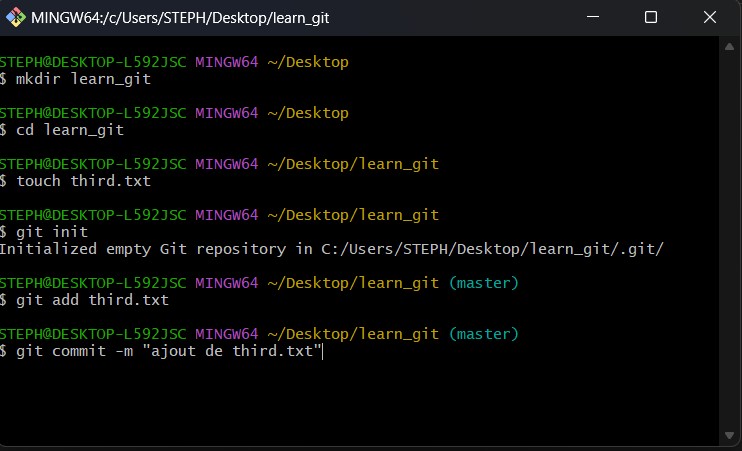 MINGW64:/c/Users/STEPH/Desktop/learn_git
STEPH@DESKTOP-L592JSC MINGW64 ~/Desktop
$ mkdir learn_git
STEPH@DESKTOP-L592JSC MINGW64 ~/Desktop
$ cd learn_git
STEPH@DESKTOP-L592JSC MINGW64 ~/Desktop/learn_git
$ touch third.txt
STEPH@DESKTOP-L592JSC MINGW64 ~/Desktop/learn_git
$ git init
Initialized empty Git repository in C:/Users/STEPH/Desktop/learn_git/.git/
STEPH@DESKTOP-L592JSC MINGW64 ~/Desktop/learn_git (master)
$ git add third.txt
STEPH@DESKTOP-L592JSC MINGW64 ~/Desktop/learn_git (master)
$ git commit -m "ajout de third.txt"